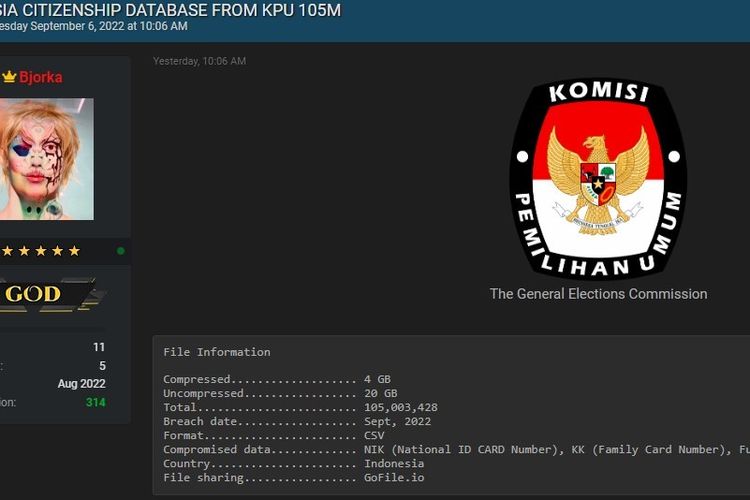 SIA CITIZENSHIP DATABASE FROM KPU 105M
esday September 6, 2022 at 10:06 AM
Bjorka
GOD
11
: 5
Aug 2022
ion: 314
Yesterday, 10:06 AM
KOMISI
PEMILIHAN UMUM
The General Elections Commission
File Information
Compressed................... 4 GB
Uncompressed................. 20 GB
Total........................ 105,003,428
Breach date.................. Sept, 2022
Format....................... CSV
Compromised data............. NIK (National ID CARD Number), KK (Family Card Number), Fu
Country...................... Indonesia
File sharing................. GoFile.io